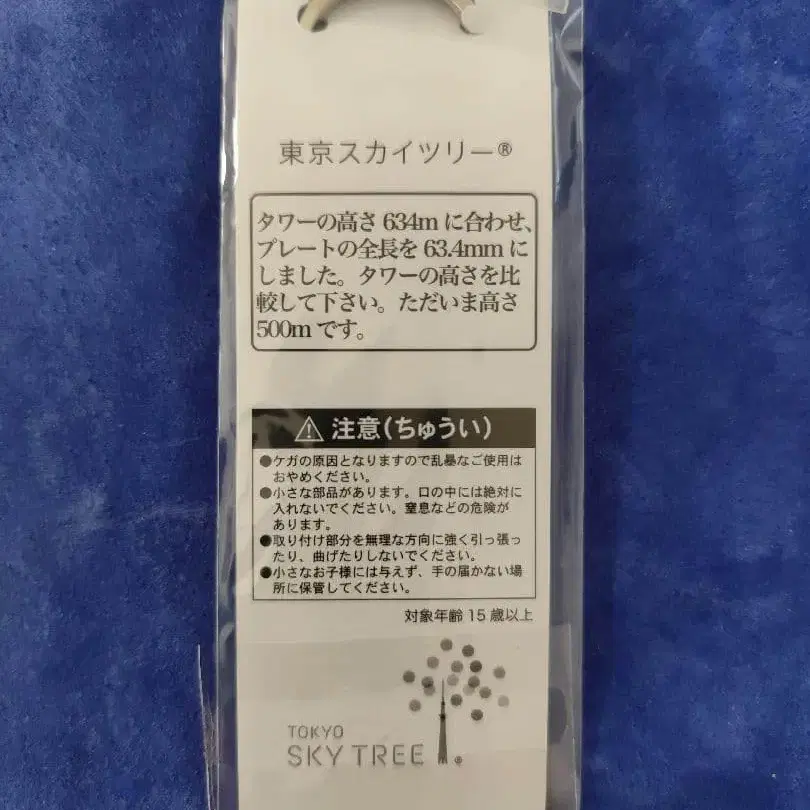 東京スカイツリー®
タワーの高さ 634m に合わせ、
プレートの全長を 63.4mm に
しました。タワーの高さを比
較して下さい。ただいま高さ
500m です。
注意(ちゅうい)
●ケガの原因となりますので乱暴なご使用は
おやめください。
●小さな部品があります。口の中には絶対に
入れないでください。窒息などの危険が
あります。
●取り付け部分を無理な方向に強く引っ張っ
たり、曲げたりしないでください。
●小さなお子様には与えず、手の届かない場
所に保管してください。
対象年齢 15 歳以上
TOKYO
SKY TREE®